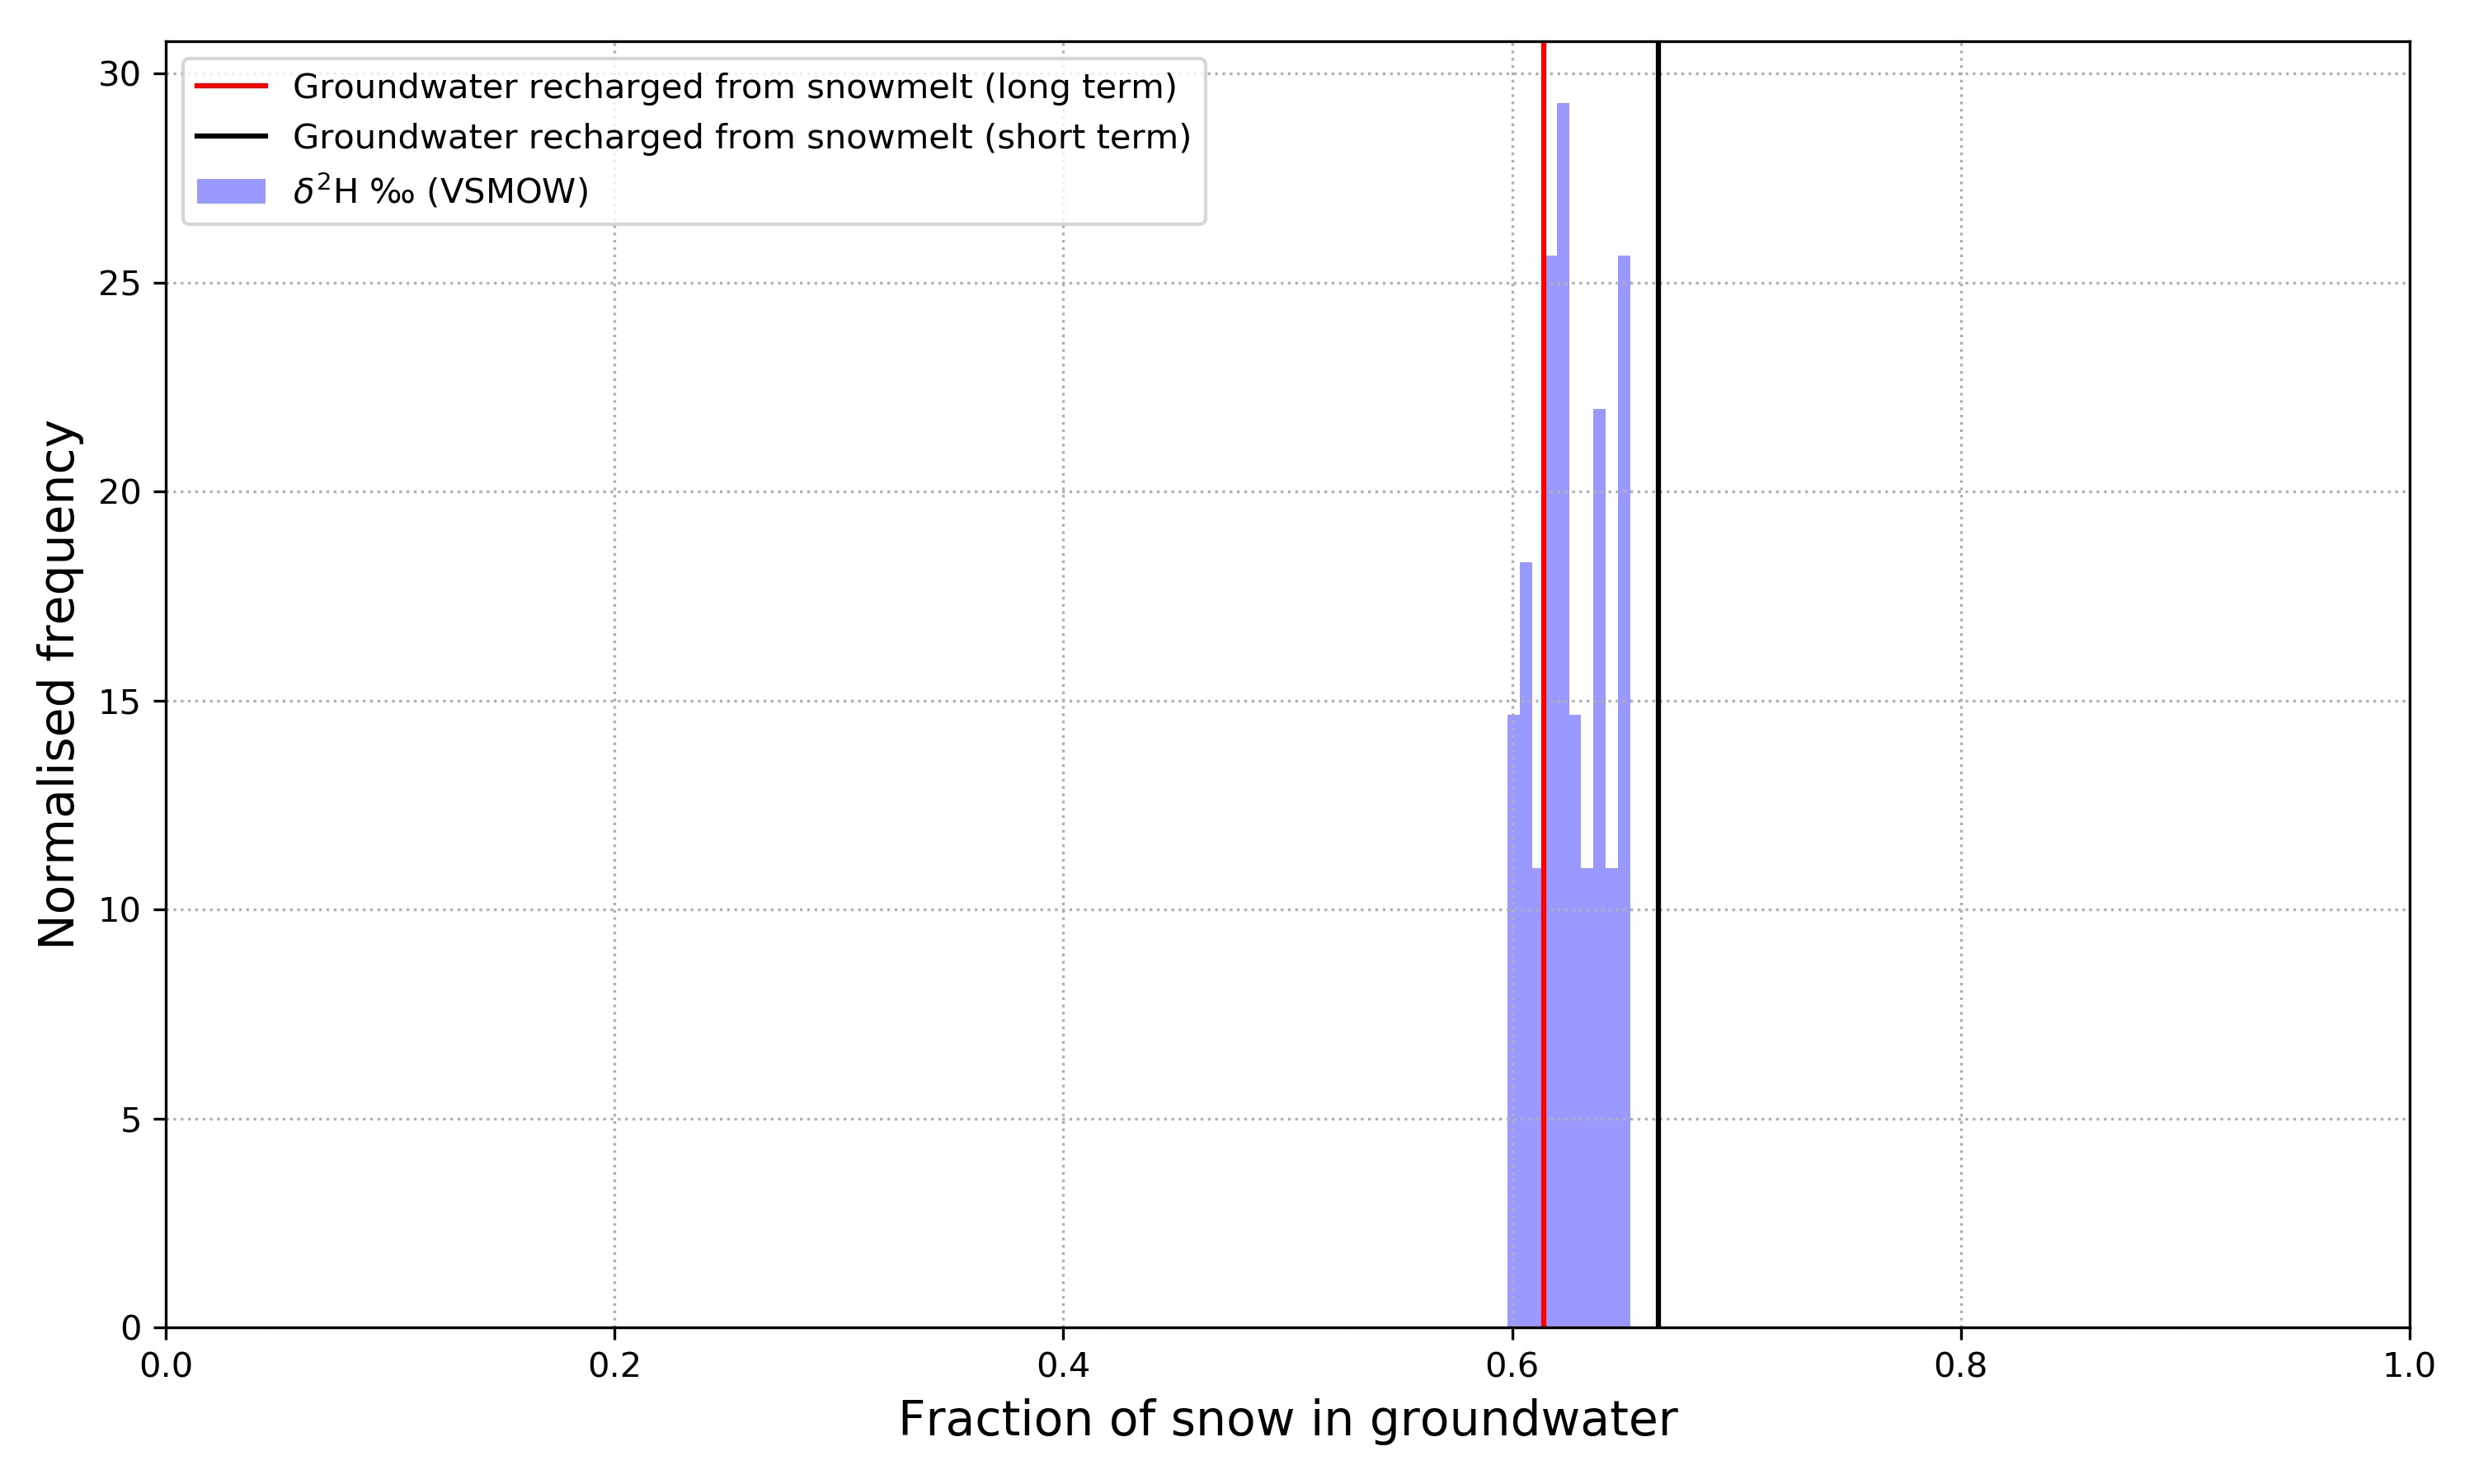 Groundwater recharged from snowmelt (long term)
Groundwater recharged from snowmelt (short term)
δ²H ‰ (VSMOW)
Normalised frequency
30
25
20
15
10
5
0
0.0 0.2 0.4 0.6 0.8 1.0
Fraction of snow in groundwater